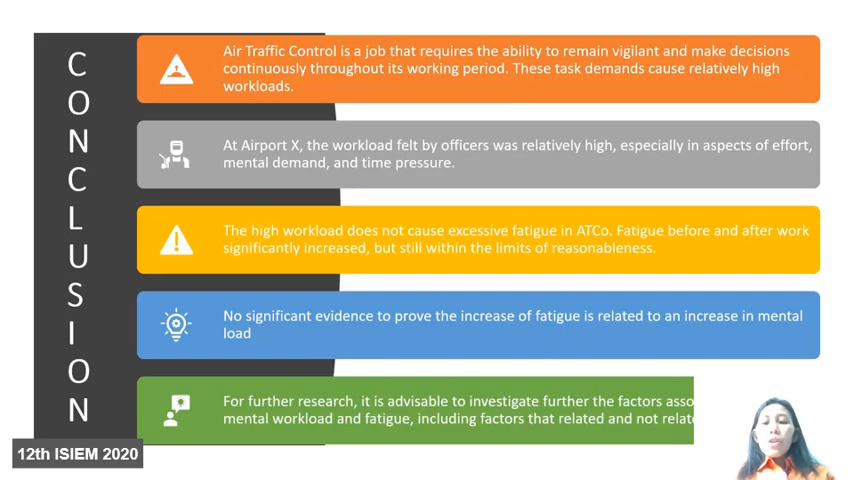 CONCLUSION
Air Traffic Control is a job that requires the ability to remain vigilant and make decisions
continuously throughout its working period. These task demands cause relatively high
workloads.
At Airport X, the workload felt by officers was relatively high, especially in aspects of effort,
mental demand, and time pressure.
The high workload does not cause excessive fatigue in ATCo. Fatigue before and after work
significantly increased, but still within the limits of reasonableness.
No significant evidence to prove the increase of fatigue is related to an increase in mental
load
For further research, it is advisable to investigate further the factors asso
mental workload and fatigue, including factors that related and not relate
12th ISIEM 2020